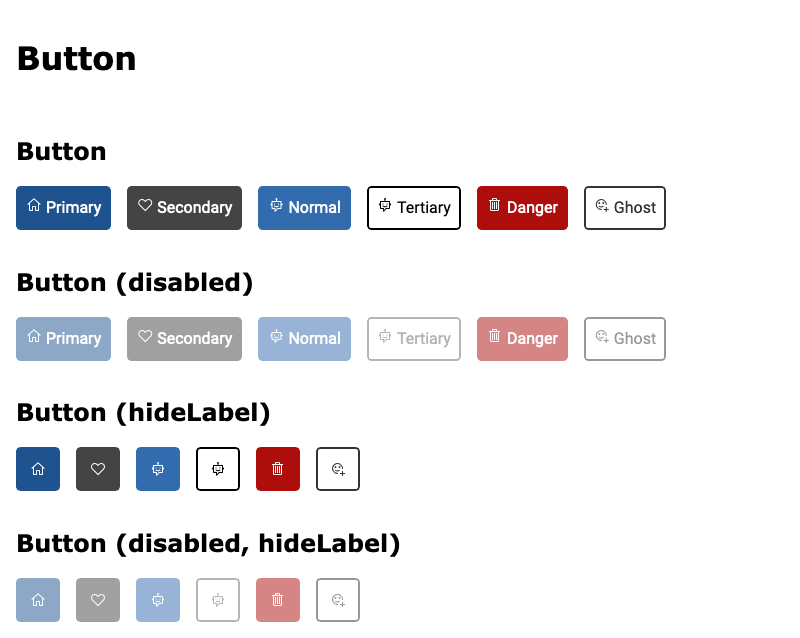 Button
Button
Primary Secondary Normal Tertiary Danger Ghost
Button (disabled)
Primary Secondary Normal Tertiary Danger Ghost
Button (hideLabel)
Button (disabled, hideLabel)